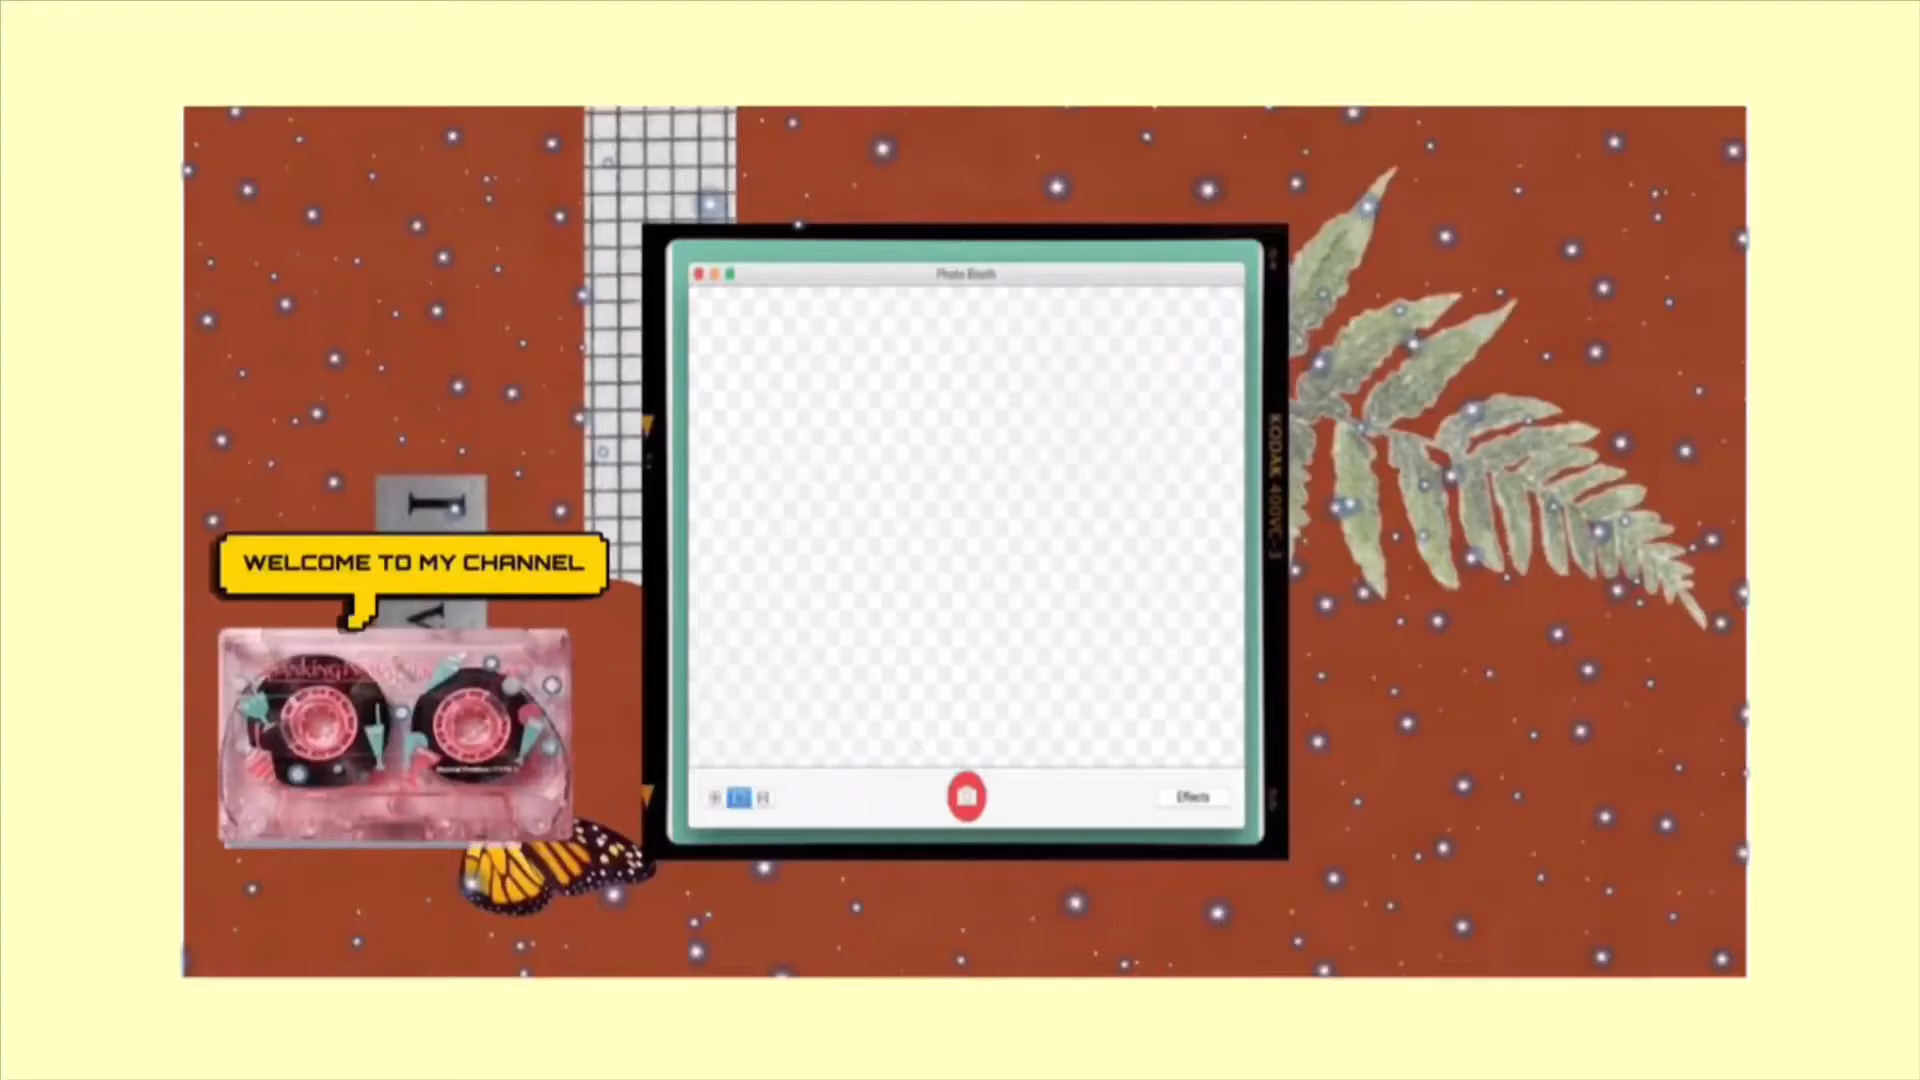 Photo Booth
KODAK 400VC-3
I
WELCOME TO MY CHANNEL
V
Effects